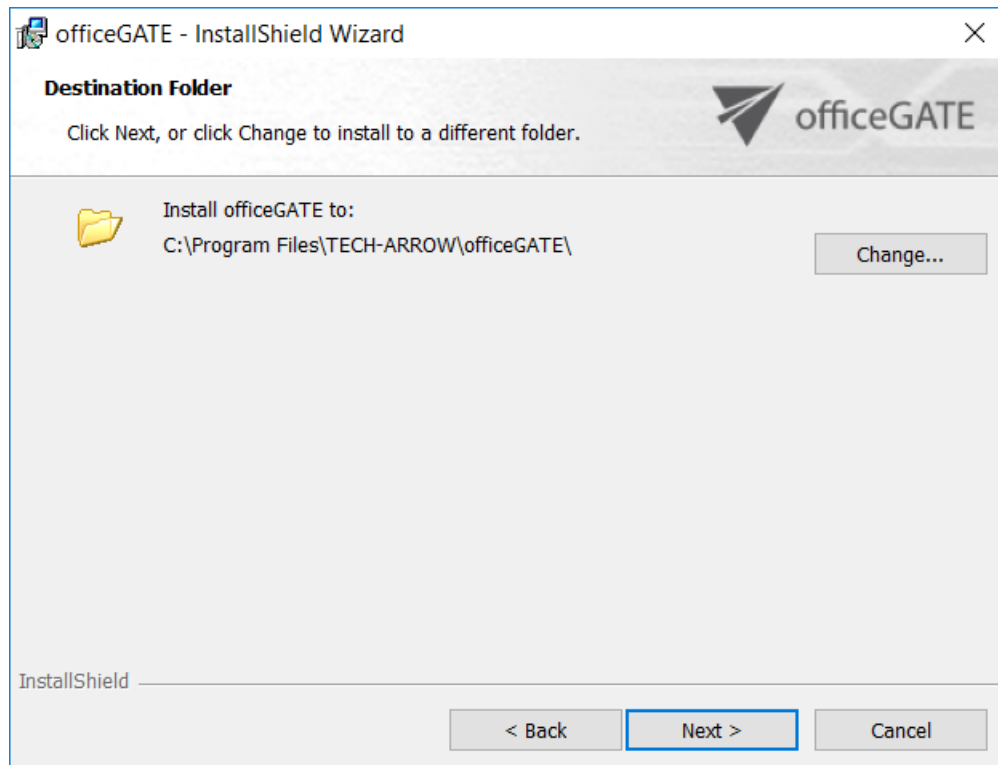 officeGATE - InstallShield Wizard
Destination Folder
Click Next, or click Change to install to a different folder.
officeGATE
Install officeGATE to:
C:\Program Files\TECH-ARROW\officeGATE\
Change...
InstallShield
< Back
Next >
Cancel